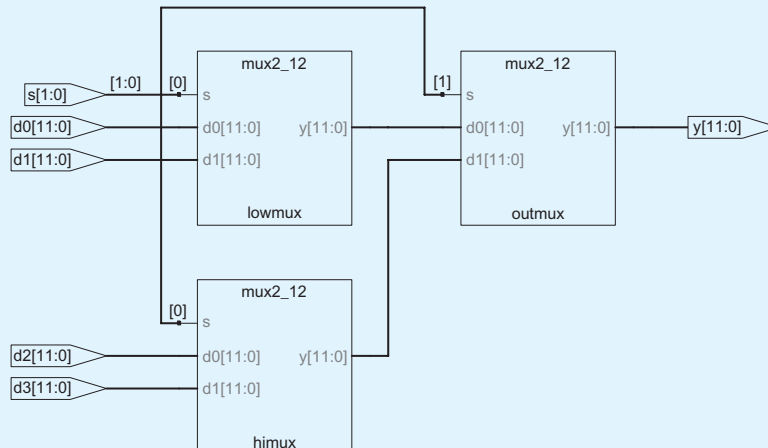 mux2_12 mux2_12
[1:0] [0] [1]
s[1:0] s s
d0[11:0] d0[11:0] y[11:0] d0[11:0] y[11:0] y[11:0]
d1[11:0] d1[11:0] d1[11:0]
lowmux outmux
mux2_12
[0]
s
d2[11:0] d0[11:0] y[11:0]
d3[11:0] d1[11:0]
himux